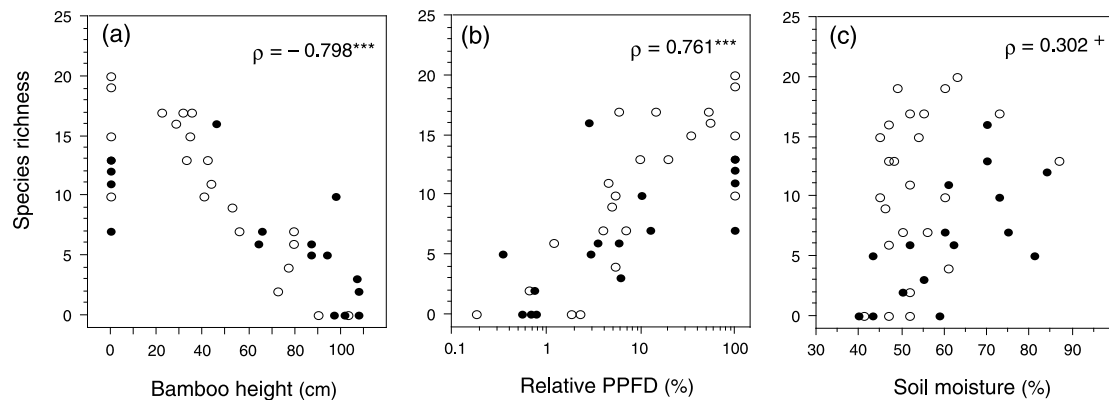 (a)
ρ = − 0.798***
Species richness
25
20
15
10
5
0
0 20 40 60 80 100
Bamboo height (cm)
(b)
ρ = 0.761***
25
20
15
10
5
0
0.1 1 10 100
Relative PPFD (%)
(c)
ρ = 0.302 +
25
20
15
10
5
0
30 40 50 60 70 80 90
Soil moisture (%)